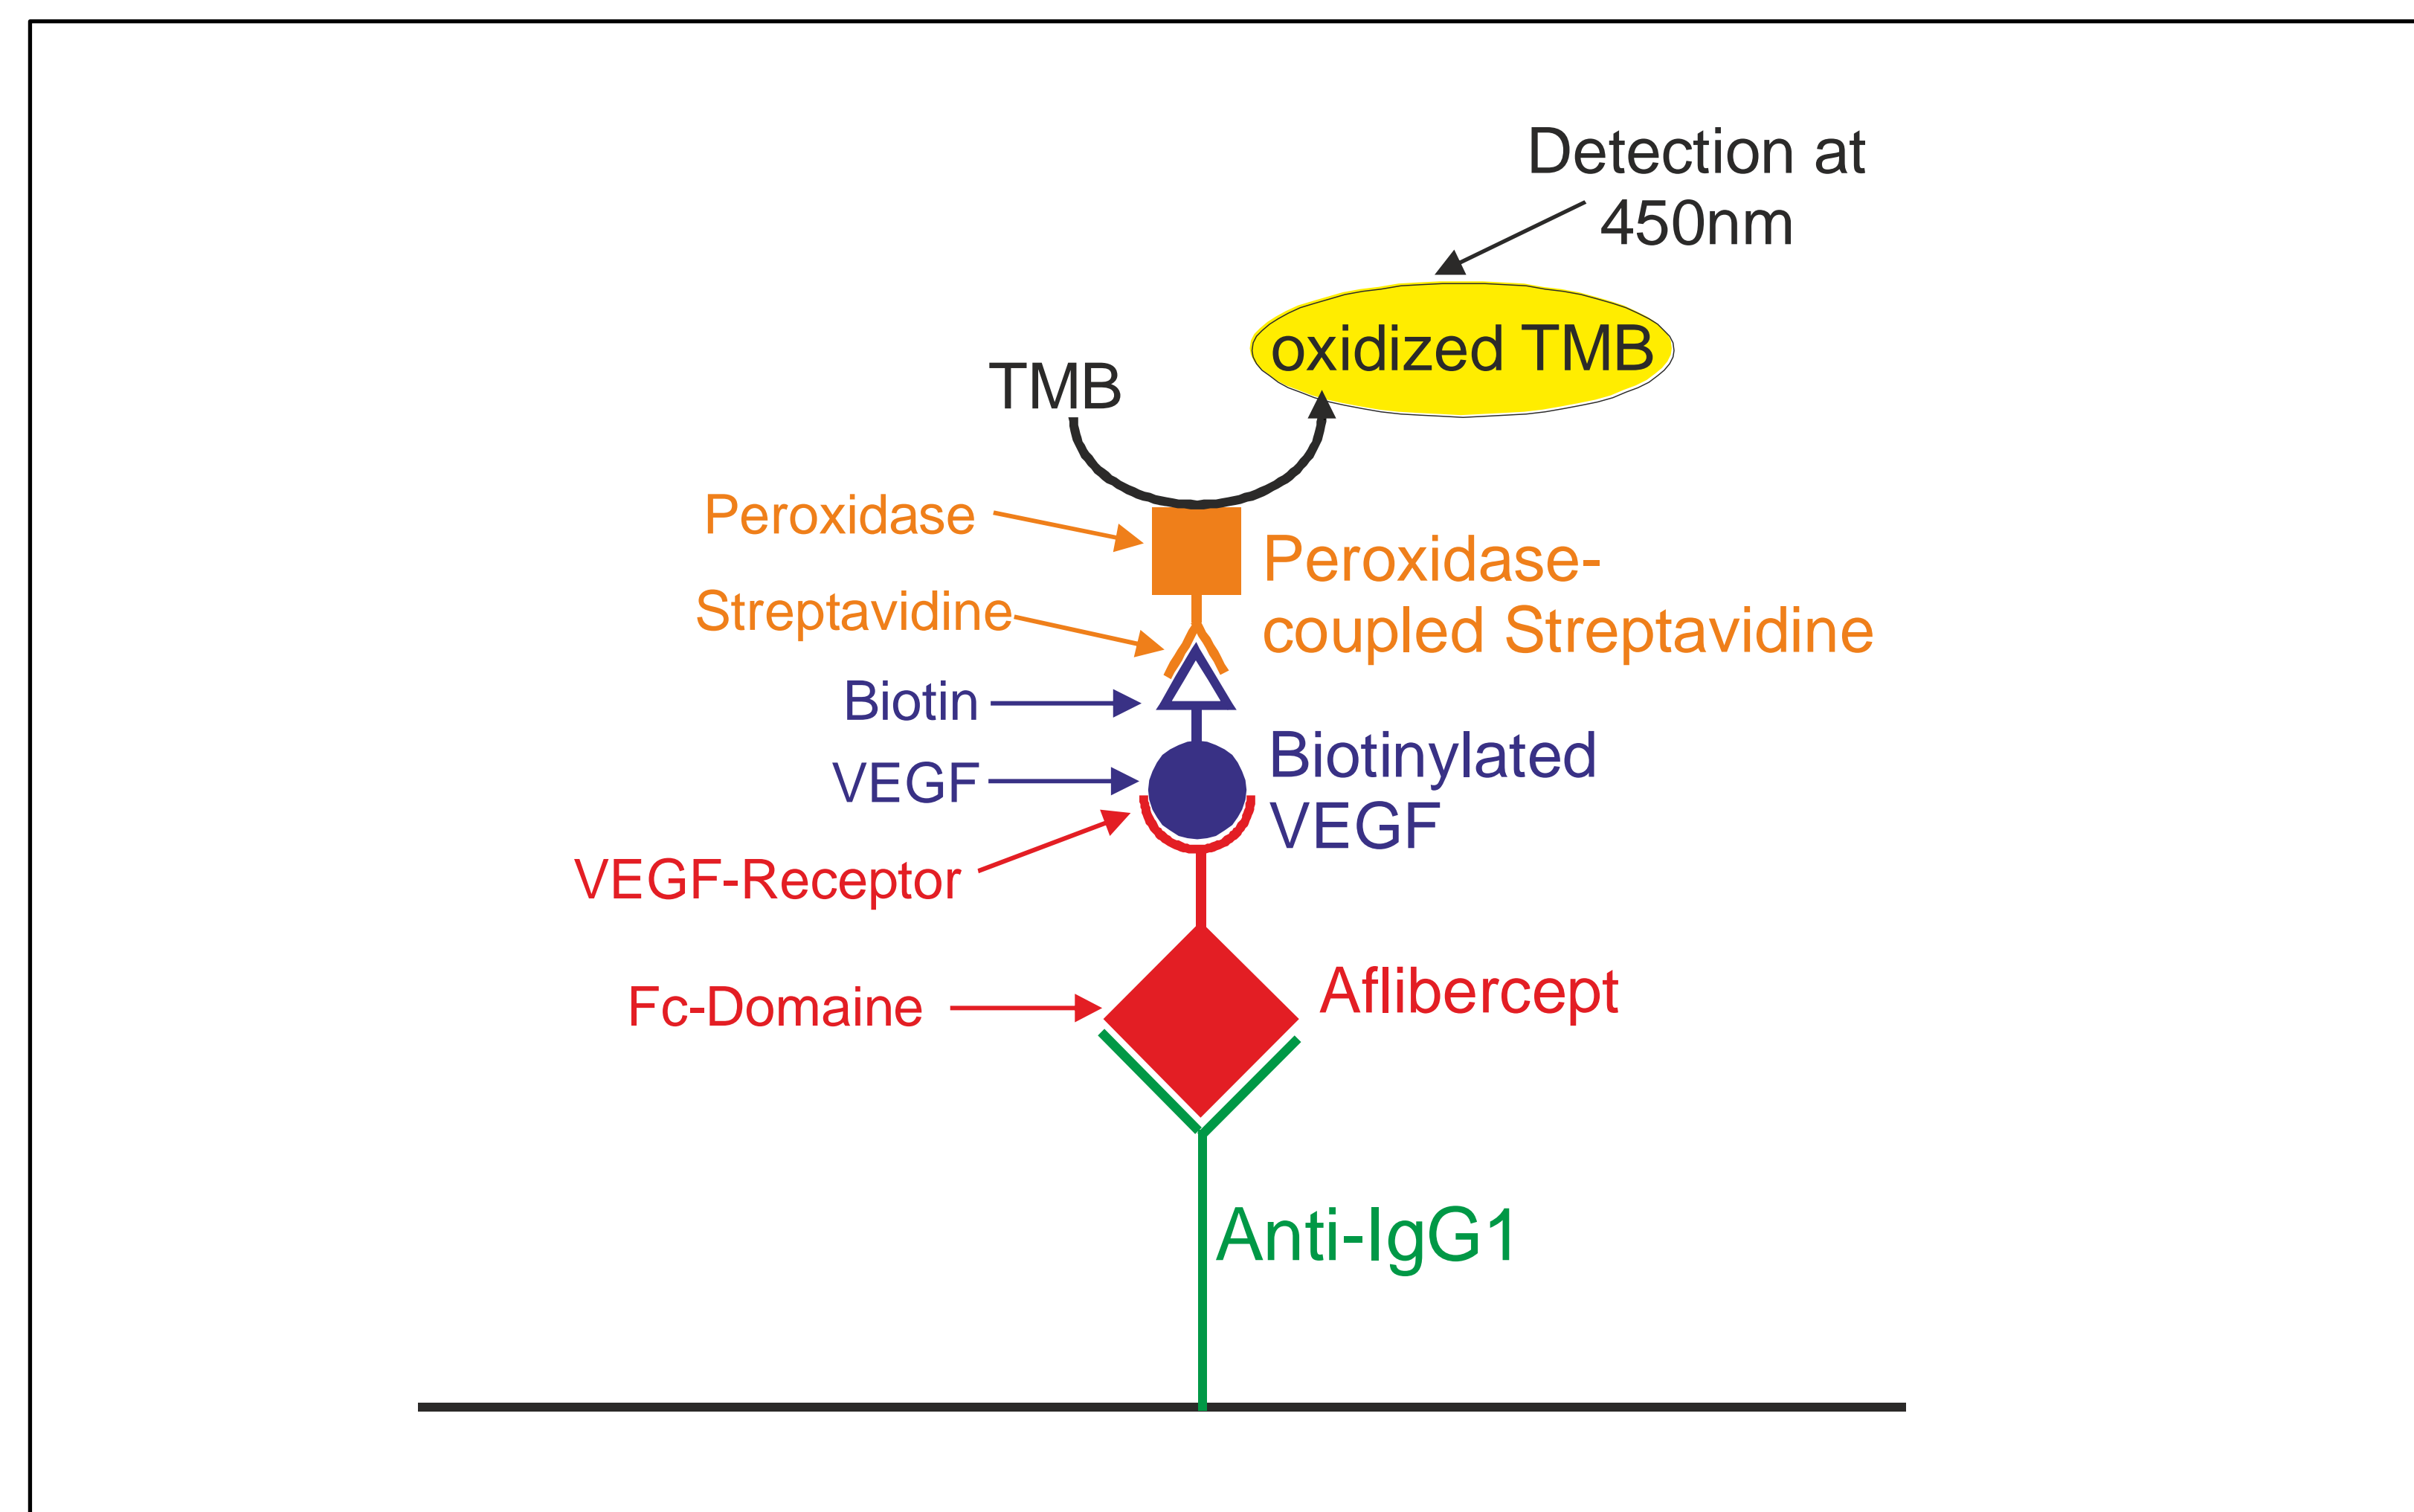 Detection at
450nm
oxidized TMB
TMB
Peroxidase
Peroxidase-
coupled Streptavidine
Streptavidine
Biotin
Biotinylated
VEGF
VEGF
VEGF-Receptor
Fc-Domaine
Aflibercept
Anti-IgG1